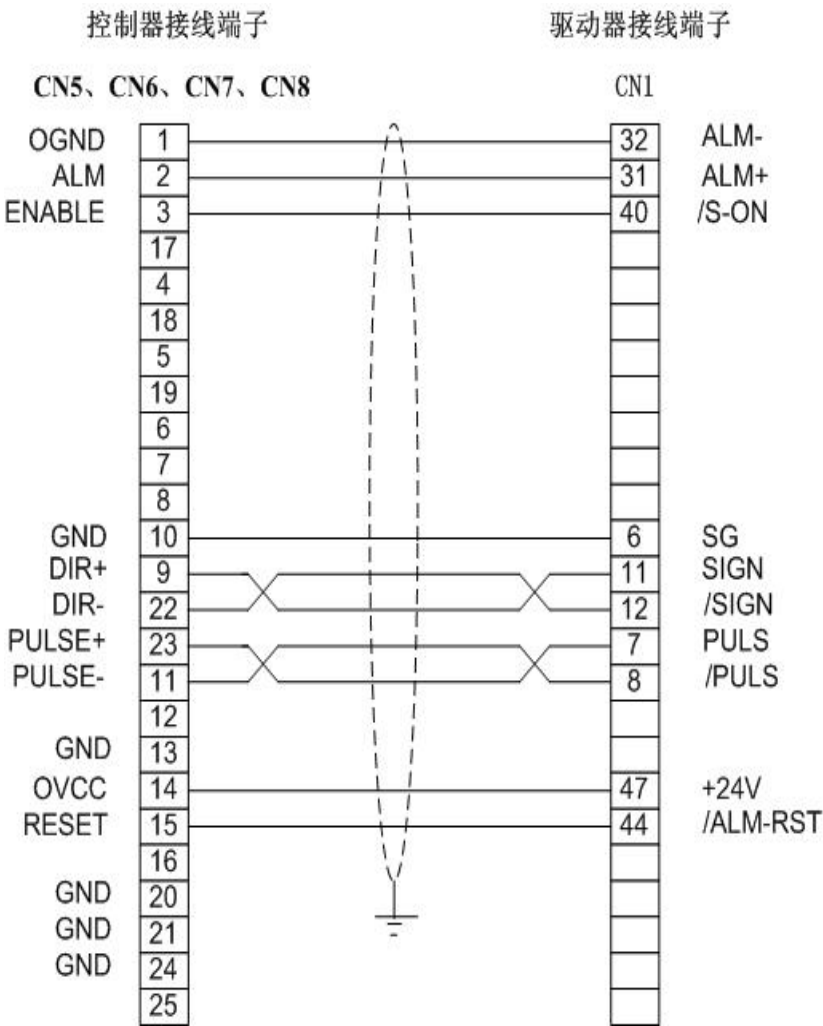 控制器接线端子 驱动器接线端子
CN5、CN6、CN7、CN8 CN1
OGND 1 32 ALM-
ALM 2 31 ALM+
ENABLE 3 40 /S-ON
17
4
18
5
19
6
7
8
GND 10 6 SG
DIR+ 9 11 SIGN
DIR- 22 12 /SIGN
PULSE+ 23 7 PULS
PULSE- 11 8 /PULS
12
GND 13
OVCC 14 47 +24V
RESET 15 44 /ALM-RST
16
GND 20
GND 21
GND 24
25